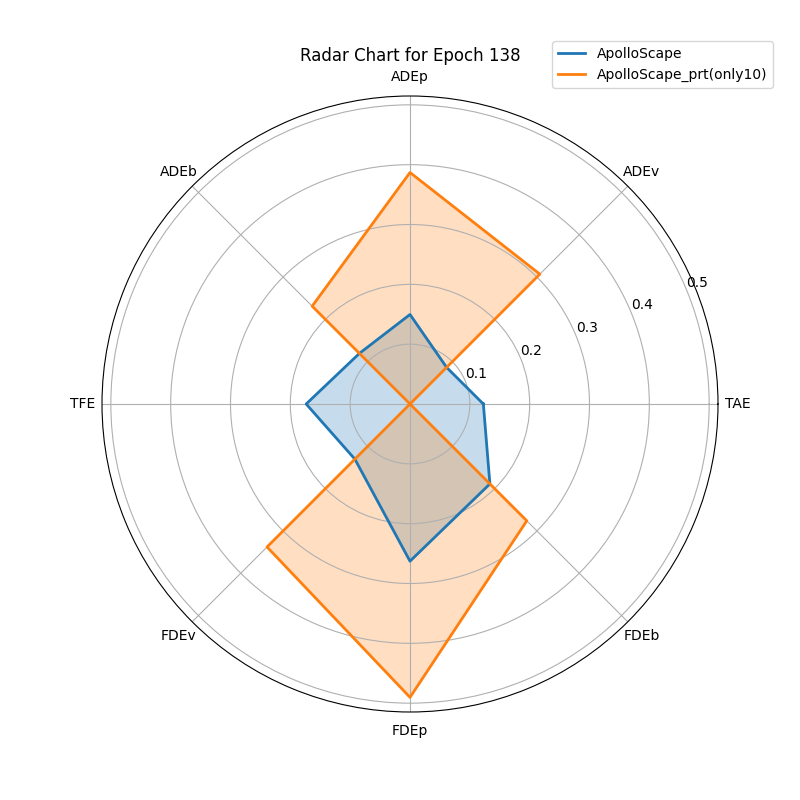 Radar Chart for Epoch 138
ApolloScape
ApolloScape_prt(only10)
ADEp
ADEb
ADEv
0.5
0.4
0.3
0.2
0.1
TFE
TAE
FDEv
FDEb
FDEp